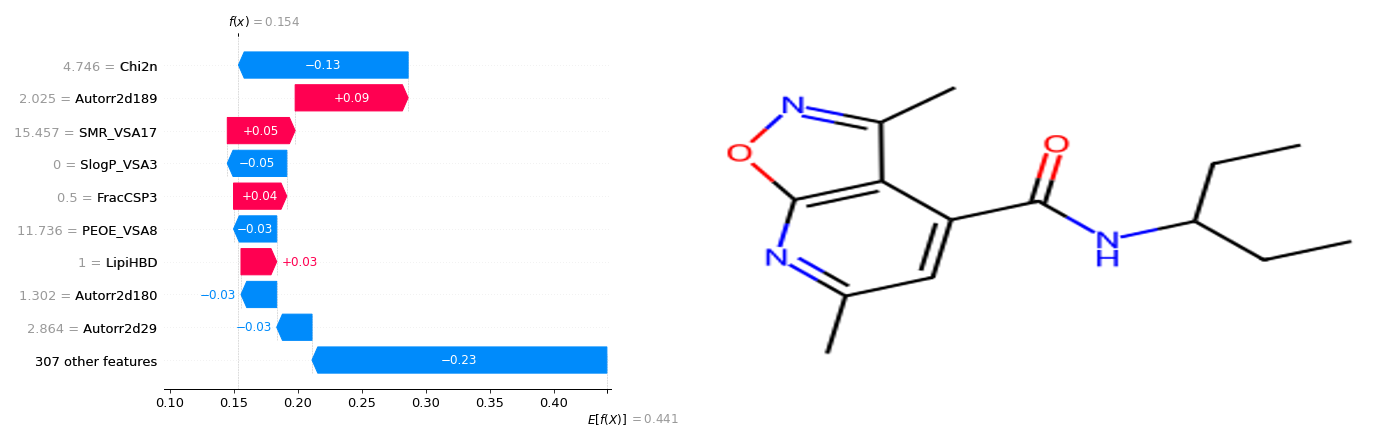 f(x) = 0.154
4.746 = Chi2n
−0.13
2.025 = Autorr2d189
+0.09
15.457 = SMR_VSA17
+0.05
0 = SlogP_VSA3
−0.05
0.5 = FracCSP3
+0.04
11.736 = PEOE_VSA8
−0.03
1 = LipiHBD
+0.03
1.302 = Autorr2d180
−0.03
2.864 = Autorr2d29
−0.03
307 other features
−0.23
0.10 0.15 0.20 0.25 0.30 0.35 0.40
E[f(X)] = 0.441
N
O
N
O
N
H